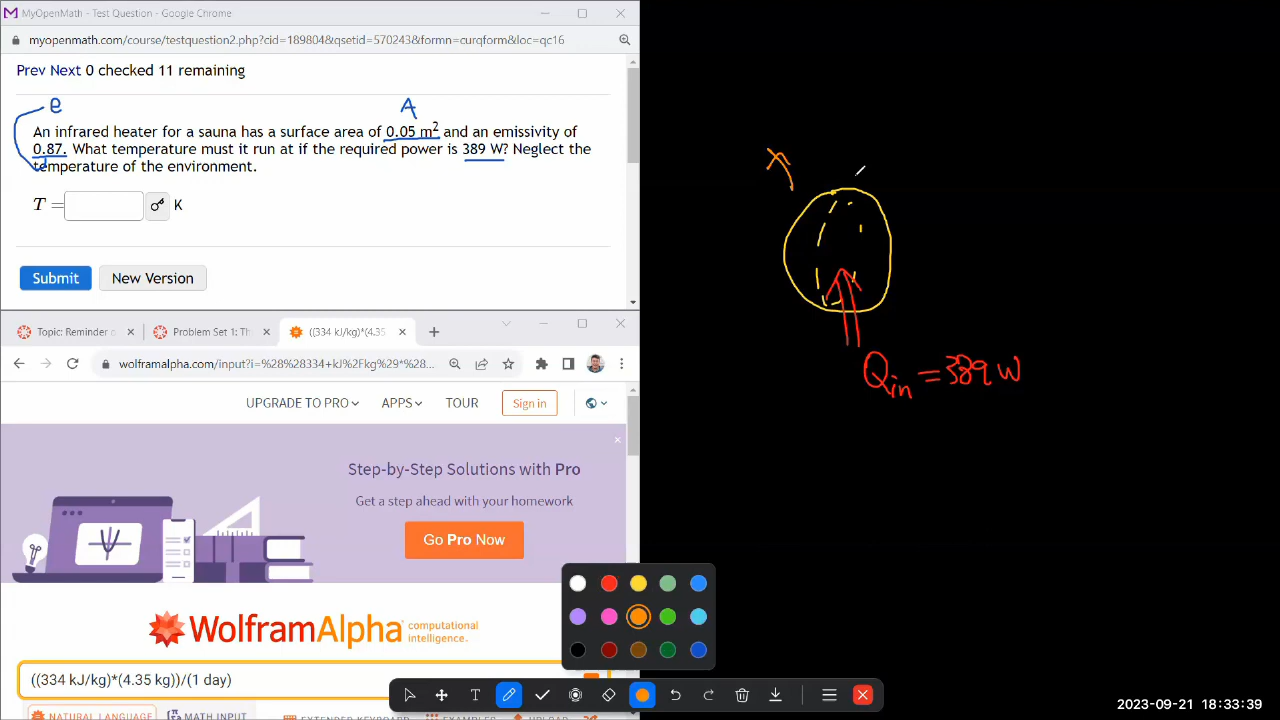 MyOpenMath - Test Question - Google Chrome
myopenmath.com/course/testquestion2.php?cid=189804&qsetid=570243&formn=curqform&loc=qc16
Prev Next 0 checked 11 remaining
e
A
An infrared heater for a sauna has a surface area of 0.05 m² and an emissivity of
0.87. What temperature must it run at if the required power is 389 W? Neglect the
temperature of the environment.
T = K
Submit New Version
Topic: Reminder o
Problem Set 1: Th
((334 kJ/kg)*(4.35
wolframalpha.com/input?i=%28%28334+kJ%2Fkg%29*%28...
UPGRADE TO PRO APPS TOUR Sign in
Step-by-Step Solutions with Pro
Get a step ahead with your homework
Go Pro Now
WolframAlpha computational
intelligence.
((334 kJ/kg)*(4.35 kg))/(1 day)
NATURAL LANGUAGE MATH INPUT EXTENDED KEYBOARD EXAMPLES UPLOAD
Qin = 389 W
T
2023-09-21 18:33:39